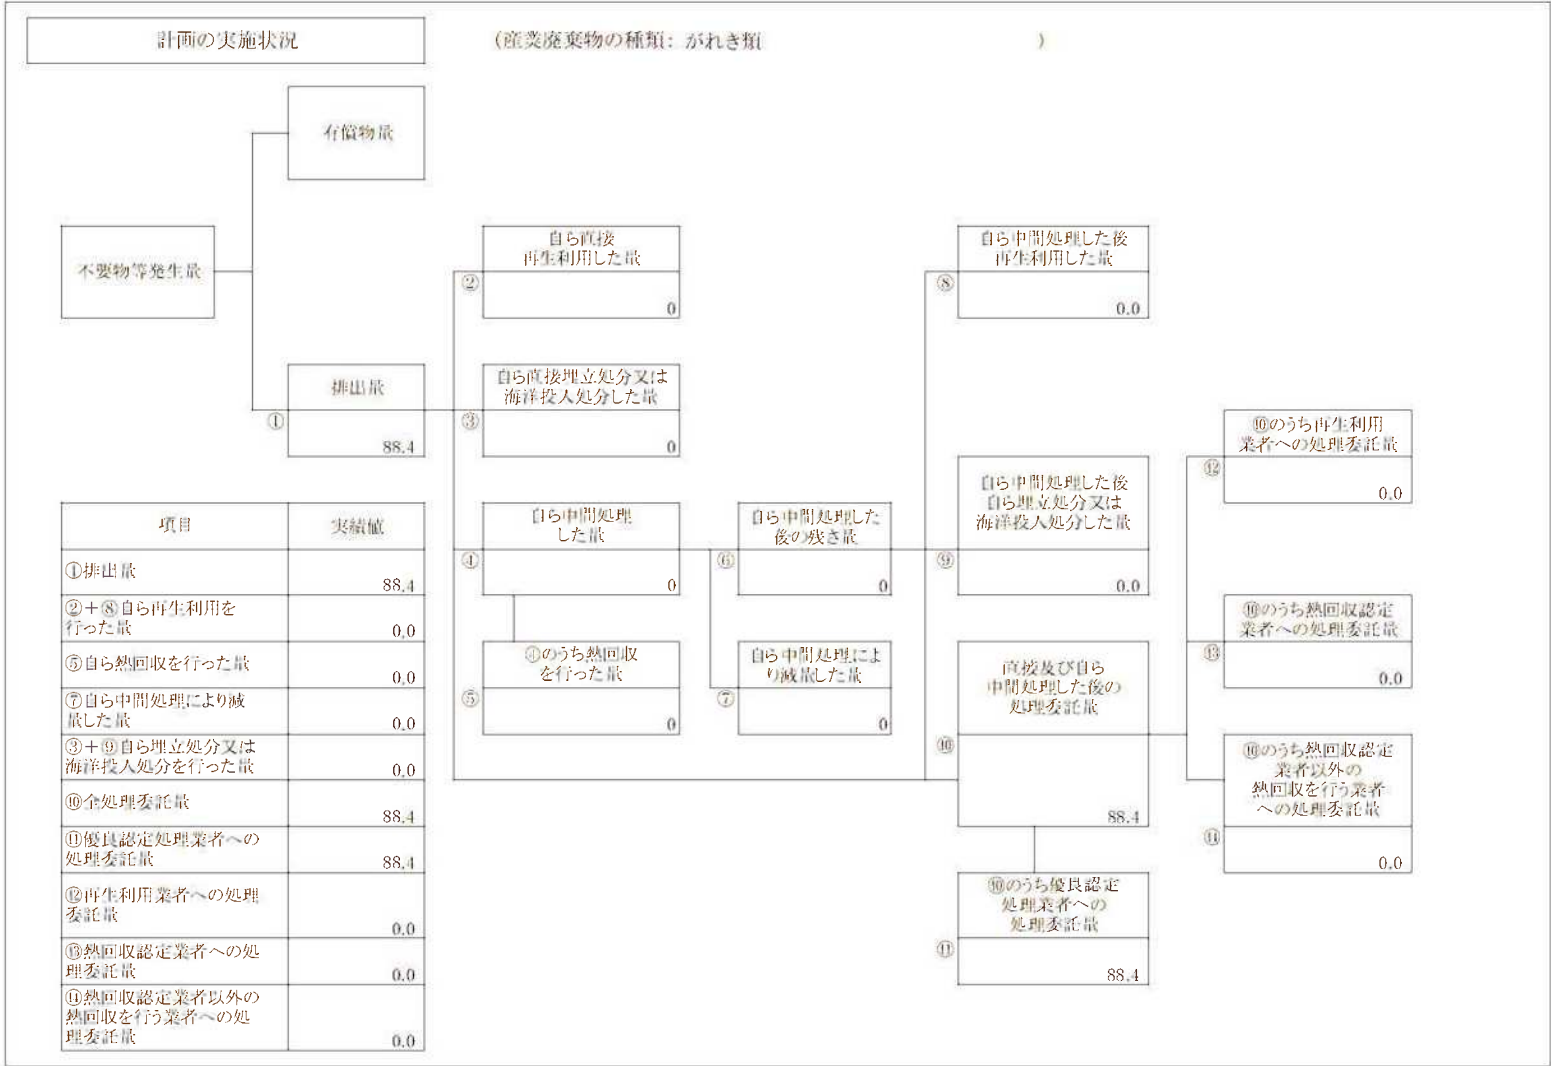 計画の実施状況
（産業廃棄物の種類： がれき類　　　　　　　　）
有償物量
不要物等発生量
排出量
①
88.4
自ら直接
再生利用した量
②
0
自ら直接埋立処分又は
海洋投入処分した量
③
0
自ら中間処理
した量
④
0
④のうち熱回収
を行った量
⑤
0
自ら中間処理した
後の残さ量
⑥
0
自ら中間処理によ
り減量した量
⑦
0
自ら中間処理した後
再生利用した量
⑧
0.0
自ら中間処理した後
自ら埋立処分又は
海洋投入処分した量
⑨
0.0
直接及び自ら
中間処理した後の
処理委託量
⑩
88.4
⑩のうち優良認定
処理業者への
処理委託量
⑪
88.4
⑩のうち再生利用
業者への処理委託量
⑫
0.0
⑩のうち熱回収認定
業者への処理委託量
⑬
0.0
⑩のうち熱回収認定
業者以外の
熱回収を行う業者
への処理委託量
⑭
0.0
項目 実績値
①排出量
88.4
②＋⑧自ら再生利用を
行った量
0.0
⑤自ら熱回収を行った量
0.0
⑦自ら中間処理により減
量した量
0.0
③＋⑨自ら埋立処分又は
海洋投入処分を行った量
0.0
⑩全処理委託量
88.4
⑪優良認定処理業者への
処理委託量
88.4
⑫再生利用業者への処理
委託量
0.0
⑬熱回収認定業者への処
理委託量
0.0
⑭熱回収認定業者以外の
熱回収を行う業者への処
理委託量
0.0